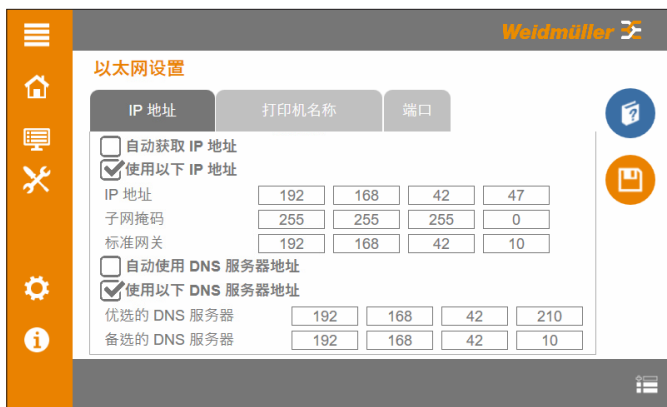 Weidmüller
以太网设置
IP 地址 打印机名称 端口
自动获取 IP 地址
使用以下 IP 地址
IP 地址 192 168 42 47
子网掩码 255 255 255 0
标准网关 192 168 42 10
自动使用 DNS 服务器地址
使用以下 DNS 服务器地址
优选的 DNS 服务器 192 168 42 210
备选的 DNS 服务器 192 168 42 10